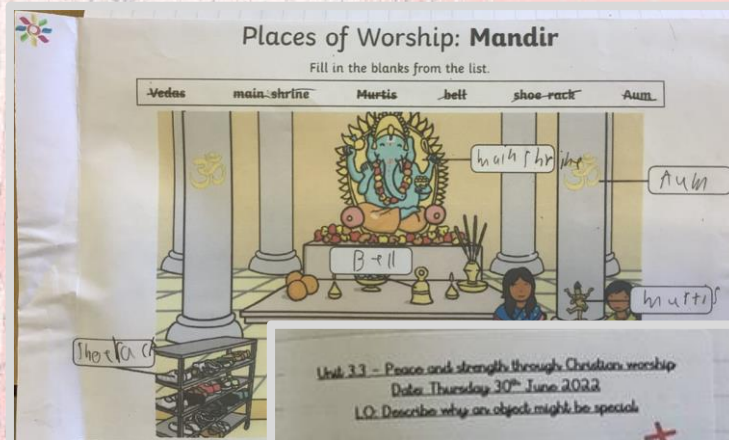 Places of Worship: Mandir
Fill in the blanks from the list.
Vedas main shrine Murtis bell shoe rack Aum
main shrine
Aum
Bell
Murtis
Shoe rack
Unit 3.3 - Peace and strength through Christian worship
Date: Thursday 30th June 2022
LO: Describe why an object might be special.